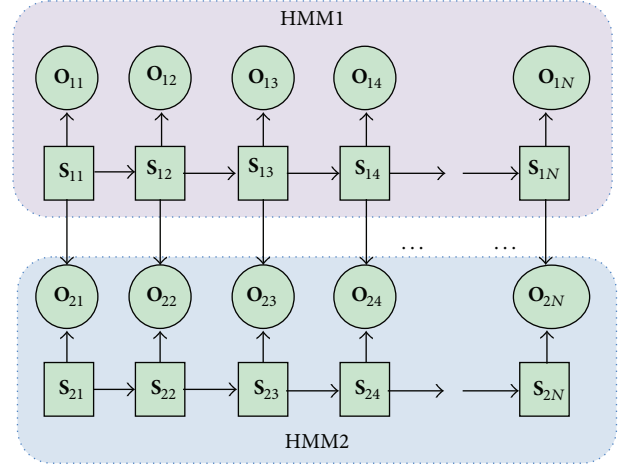 HMM1
O₁₁ O₁₂ O₁₃ O₁₄ O₁N
S₁₁ S₁₂ S₁₃ S₁₄ S₁N
... ...
O₂₁ O₂₂ O₂₃ O₂₄ O₂N
S₂₁ S₂₂ S₂₃ S₂₄ S₂N
HMM2